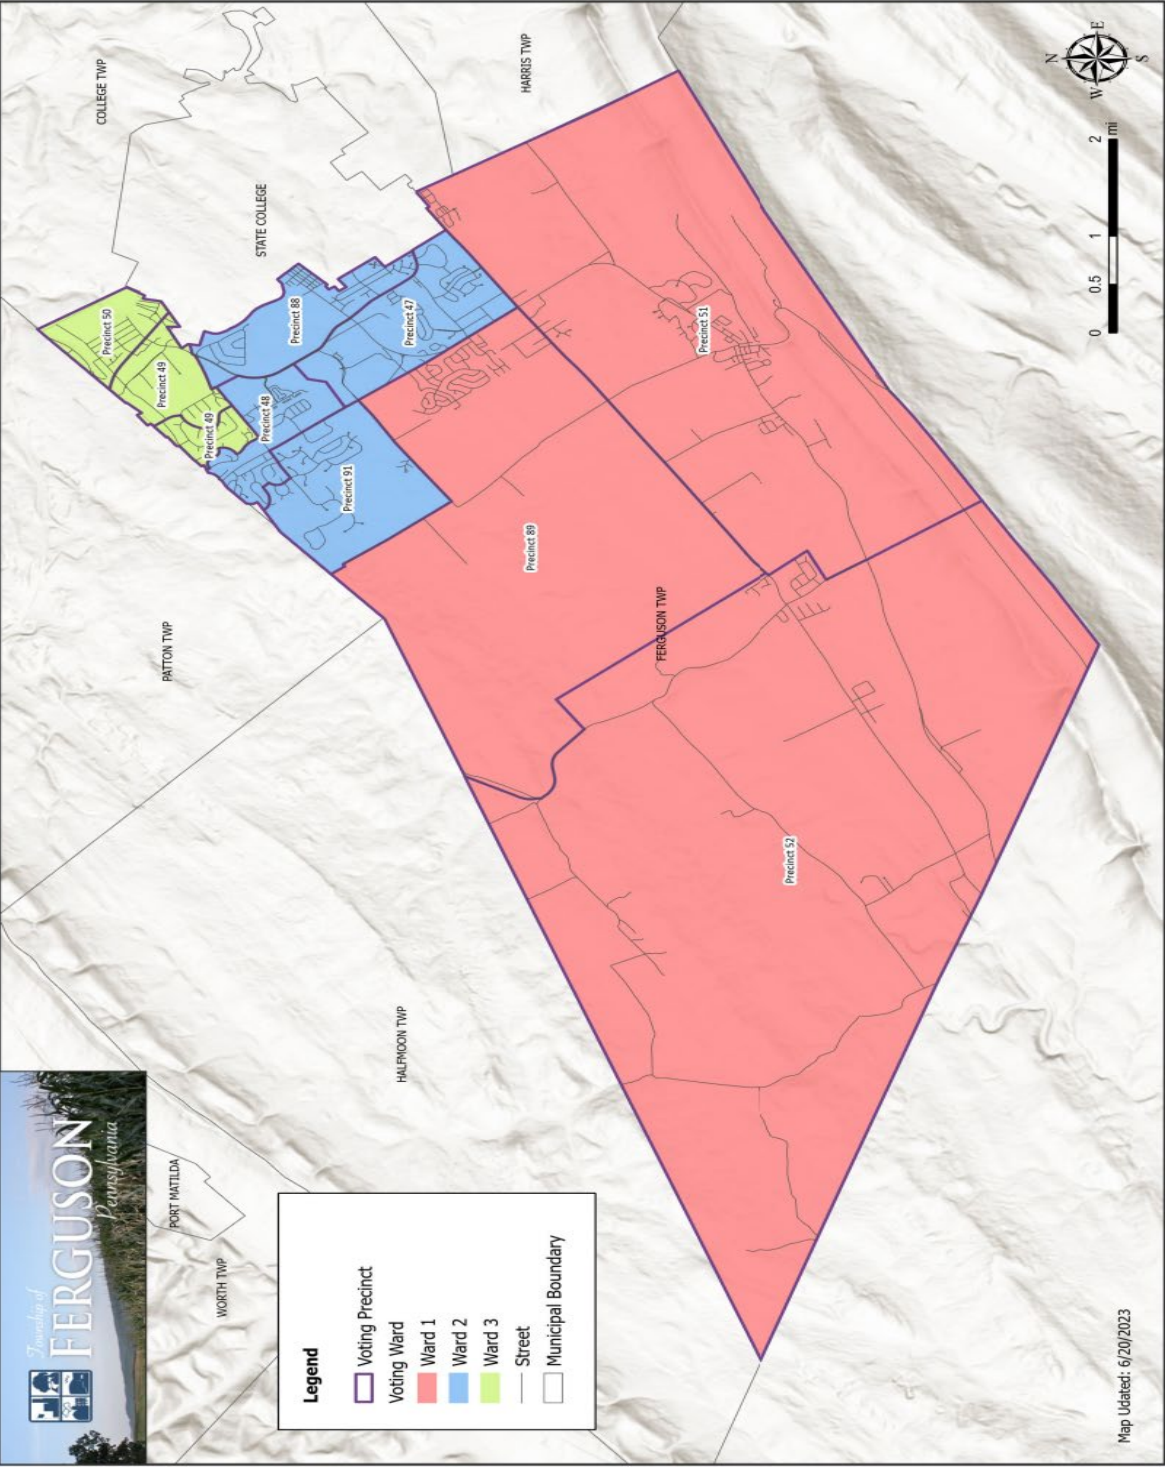 Township of
FERGUSON
Pennsylvania
COLLEGE TWP
HARRIS TWP
STATE COLLEGE
PATTON TWP
HALFMOON TWP
PORT MATILDA
WORTH TWP
FERGUSON TWP
Precinct 50
Precinct 49
Precinct 49
Precinct 88
Precinct 47
Precinct 48
Precinct 91
Precinct 51
Precinct 89
Precinct 52
Legend
Voting Precinct
Voting Ward
Ward 1
Ward 2
Ward 3
Street
Municipal Boundary
N
E
S
W
0 0.5 1 2
mi
Map Udated: 6/20/2023